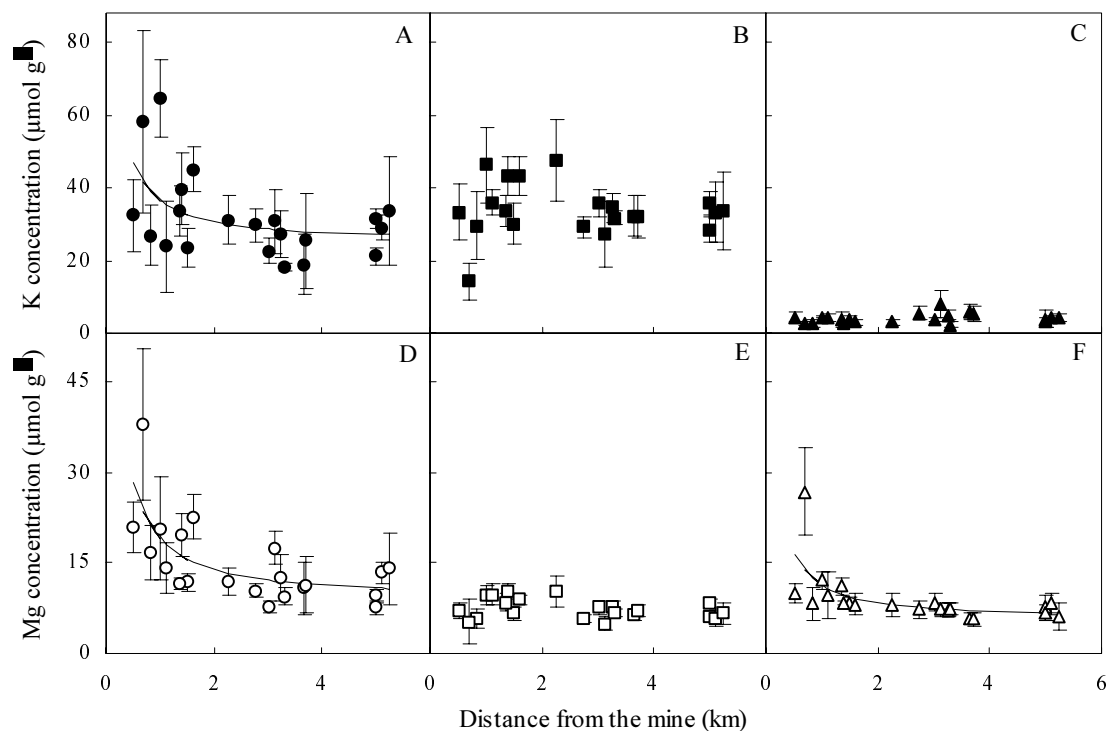 A
B
C
80
60
40
20
0
K concentration (µmol g
D
E
F
45
30
15
0
Mg concentration (µmol g
0 2 4 0 2 4 0 2 4 6
Distance from the mine (km)